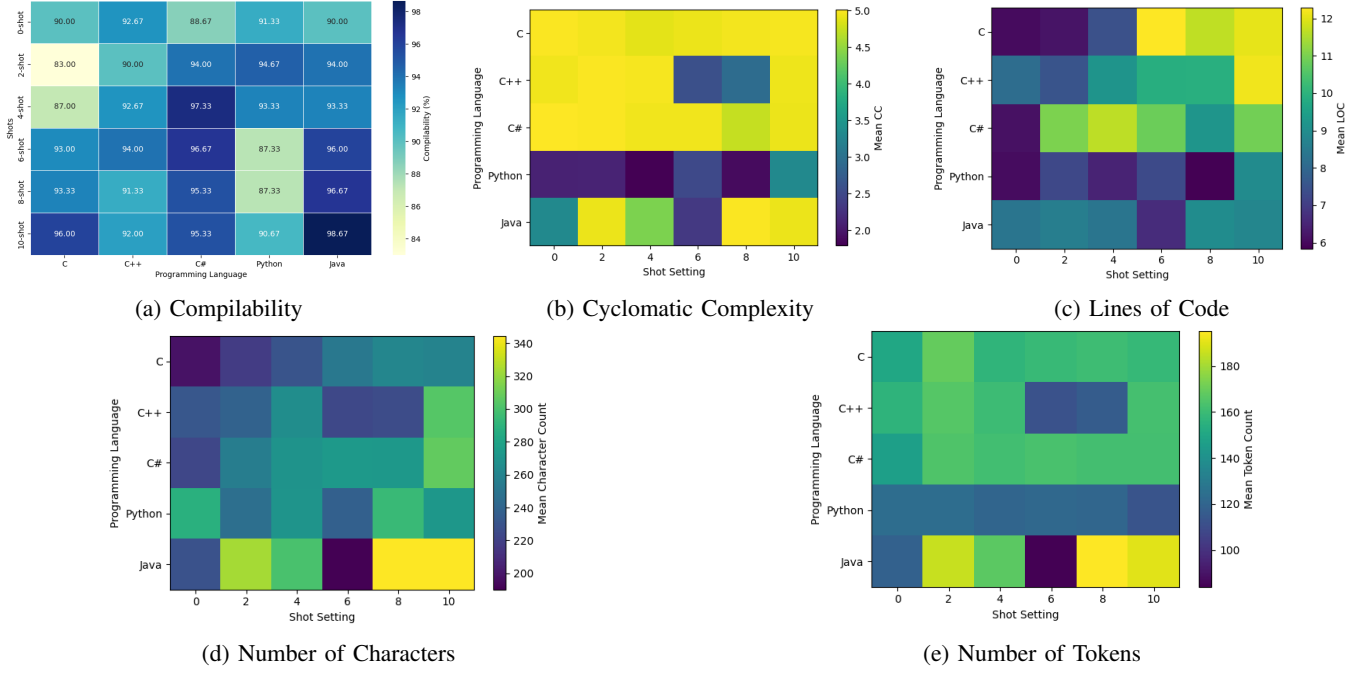 0-shot 90.00 92.67 88.67 91.33 90.00
2-shot 83.00 90.00 94.00 94.67 94.00
4-shot 87.00 92.67 97.33 93.33 93.33
6-shot 93.00 94.00 96.67 87.33 96.00
8-shot 93.33 91.33 95.33 87.33 96.67
10-shot 96.00 92.00 95.33 90.67 98.67
Shots
C C++ C# Python Java
Programming Language
98
96
94
92
90
88
86
84
Compilability (%)
(a) Compilability
C
C++
C#
Python
Java
Programming Language
0 2 4 6 8 10
Shot Setting
5.0
4.5
4.0
3.5
3.0
2.5
2.0
Mean CC
(b) Cyclomatic Complexity
C
C++
C#
Python
Java
Programming Language
0 2 4 6 8 10
Shot Setting
12
11
10
9
8
7
6
Mean LOC
(c) Lines of Code
C
C++
C#
Python
Java
Programming Language
0 2 4 6 8 10
Shot Setting
340
320
300
280
260
240
220
200
Mean Character Count
(d) Number of Characters
C
C++
C#
Python
Java
Programming Language
0 2 4 6 8 10
Shot Setting
180
160
140
120
100
Mean Token Count
(e) Number of Tokens